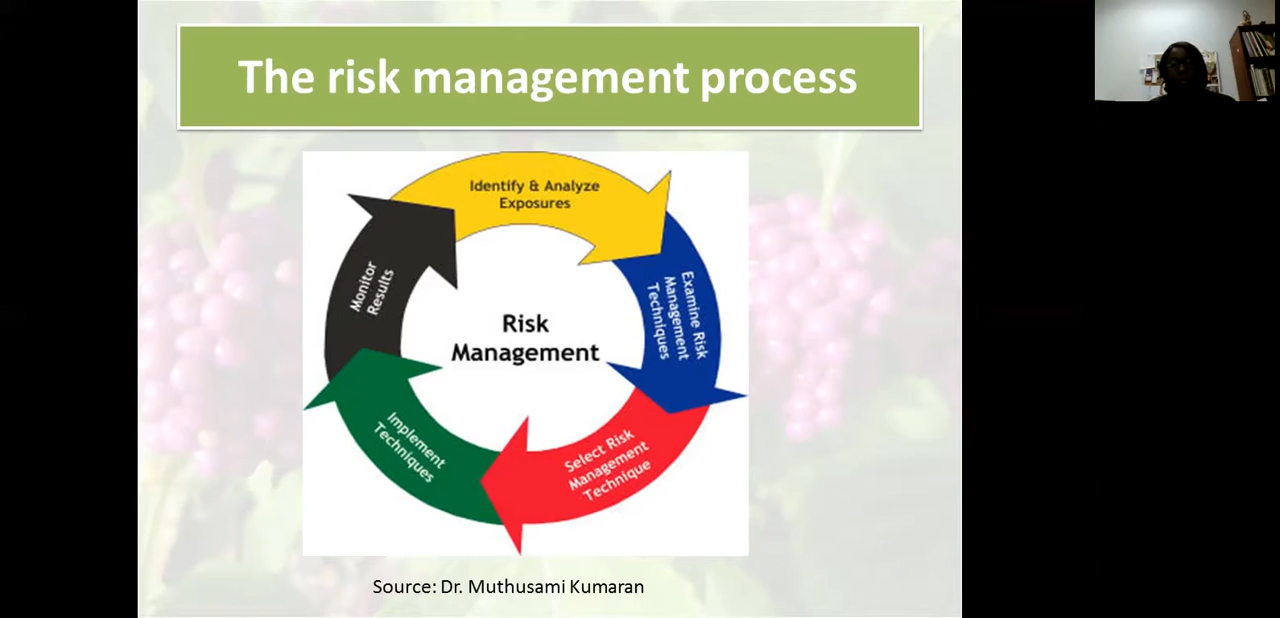 The risk management process
Identify & Analyze
Exposures
Examine Risk
Management
Techniques
Select Risk
Management
Technique
Implement
Techniques
Monitor
Results
Risk
Management
Source: Dr. Muthusami Kumaran